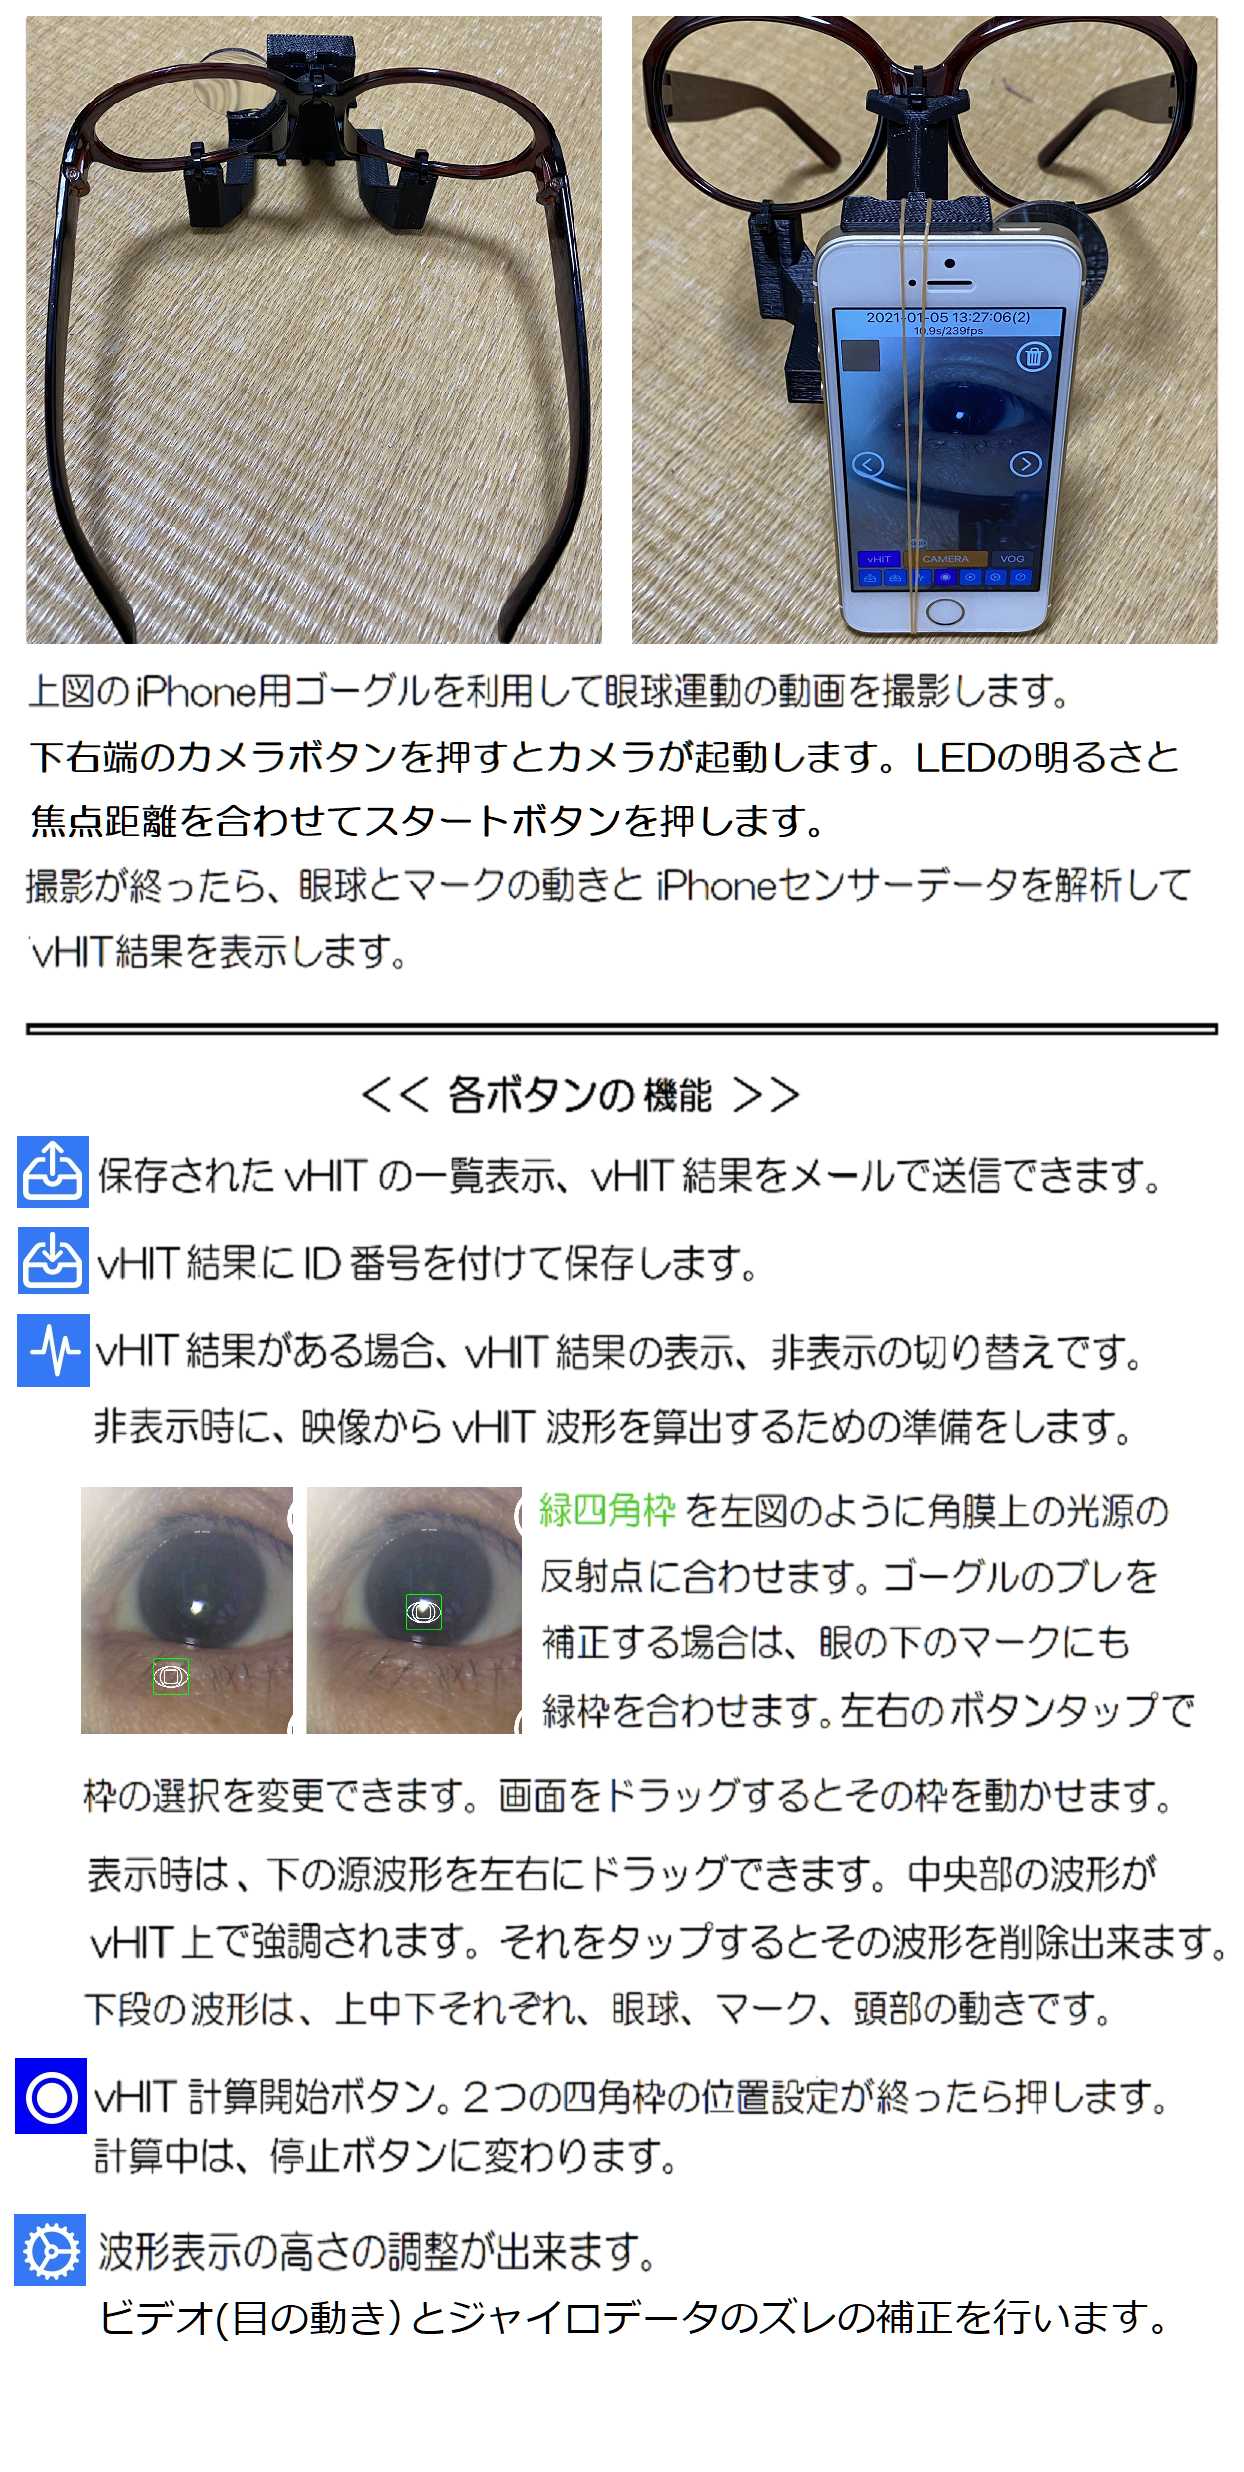 2021-01-05 13:27:06(2)
10.9s/239fps
vHIT CAMERA VOG
上図のiPhone用ゴーグルを利用して眼球運動の動画を撮影します。
下右端のカメラボタンを押すとカメラが起動します。LEDの明るさと
焦点距離を合わせてスタートボタンを押します。
撮影が終ったら、眼球とマークの動きと iPhoneセンサーデータを解析して
vHIT結果を表示します。
<< 各ボタンの機能 >>
保存された vHIT の一覧表示、vHIT 結果をメールで送信できます。
vHIT 結果に ID 番号を付けて保存します。
vHIT 結果がある場合、vHIT 結果の表示、非表示の切り替えです。
非表示時に、映像から vHIT 波形を算出するための準備をします。
緑四角枠 を左図のように角膜上の光源の
反射点に合わせます。ゴーグルのブレを
補正する場合は、眼の下のマークにも
緑枠を合わせます。左右のボタンタップで
枠の選択を変更できます。画面をドラッグするとその枠を動かせます。
表示時は、下の源波形を左右にドラッグできます。中央部の波形が
vHIT 上で強調されます。それをタップするとその波形を削除出来ます。
下段の波形は、上中下それぞれ、眼球、マーク、頭部の動きです。
vHIT 計算開始ボタン。2つの四角枠の位置設定が終ったら押します。
計算中は、停止ボタンに変わります。
波形表示の高さの調整が出来ます。
ビデオ(目の動き)とジャイロデータのズレの補正を行います。